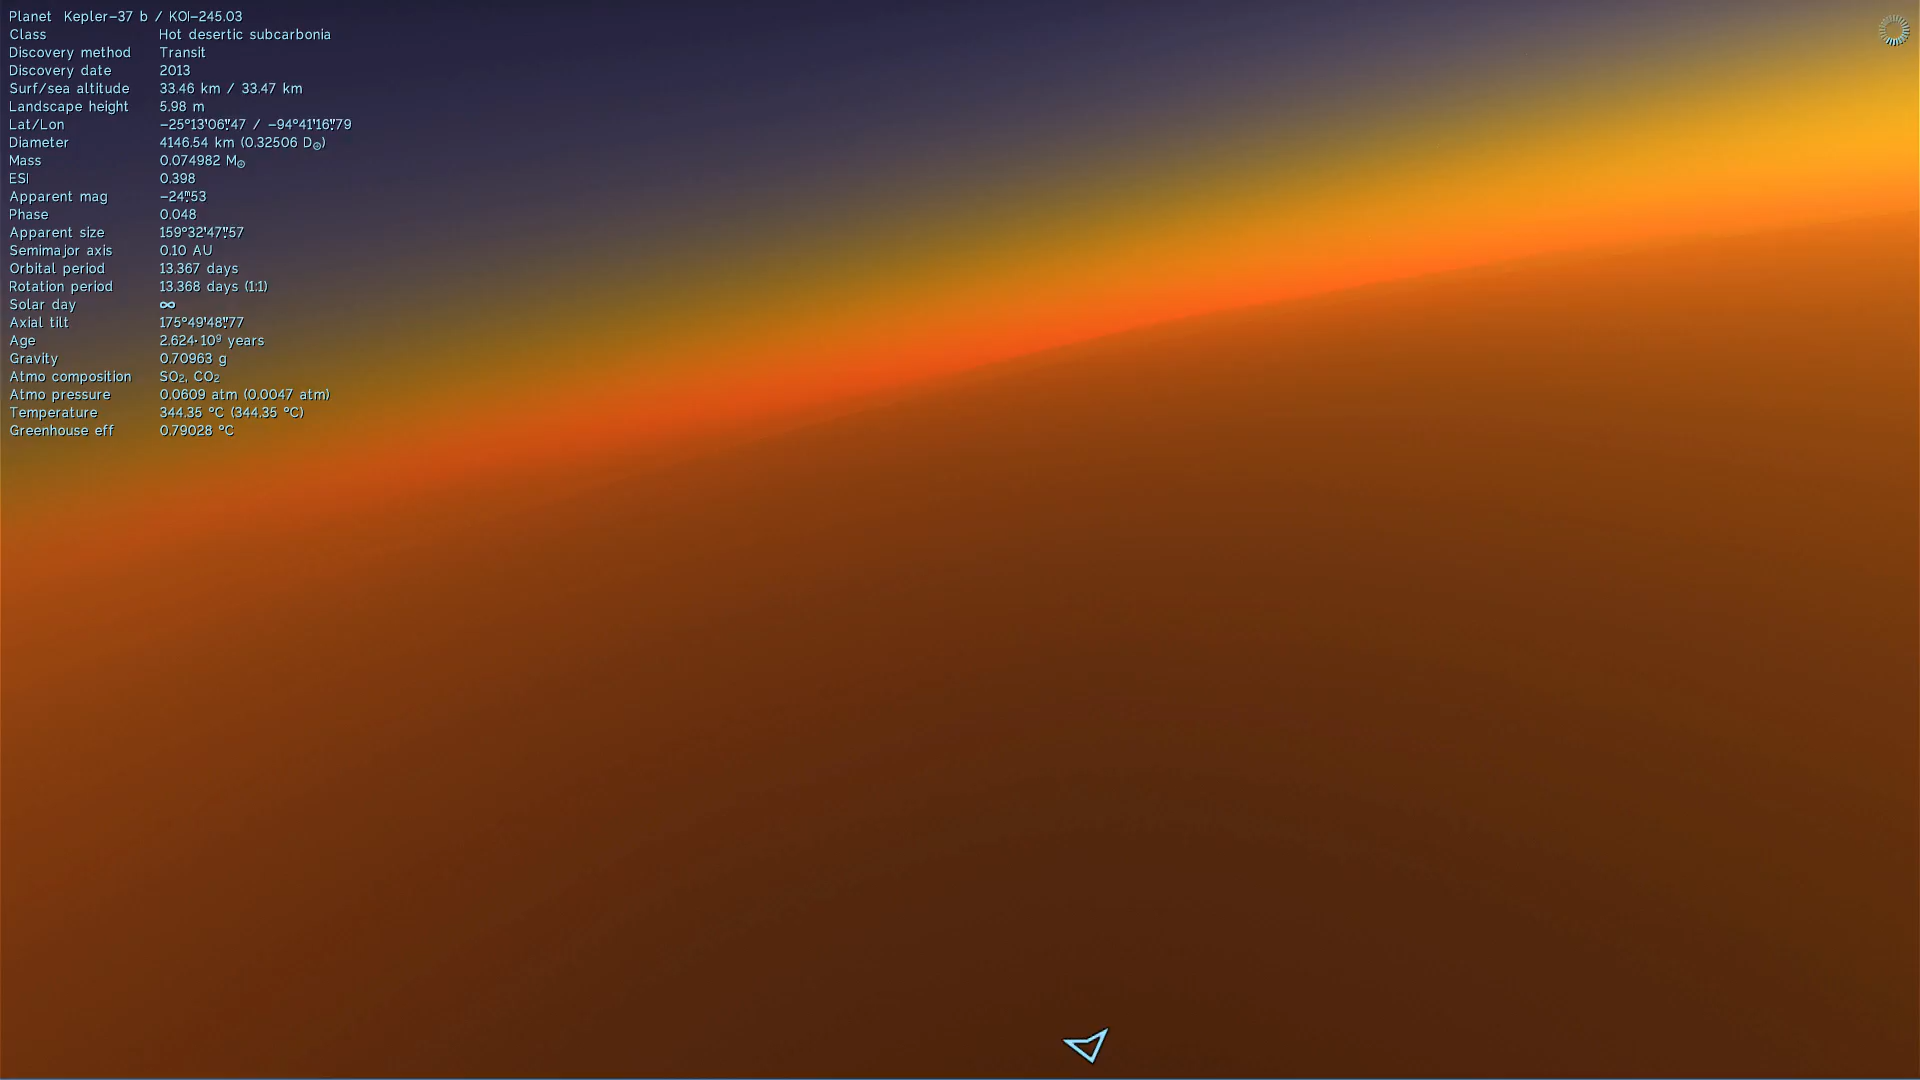 Planet Kepler-37 b / KOI-245.03
Class Hot desertic subcarbonia
Discovery method Transit
Discovery date 2013
Surf/sea altitude 33.46 km / 33.47 km
Landscape height 5.98 m
Lat/Lon -25°13'06."47 / -94°41'16."79
Diameter 4146.54 km (0.32506 D⊕)
Mass 0.074982 M⊕
ESI 0.398
Apparent mag -24.ᵐ53
Phase 0.048
Apparent size 159°32'47."57
Semimajor axis 0.10 AU
Orbital period 13.367 days
Rotation period 13.368 days (1:1)
Solar day ∞
Axial tilt 175°49'48."77
Age 2.624·10⁹ years
Gravity 0.70963 g
Atmo composition SO₂, CO₂
Atmo pressure 0.0609 atm (0.0047 atm)
Temperature 344.35 °C (344.35 °C)
Greenhouse eff 0.79028 °C